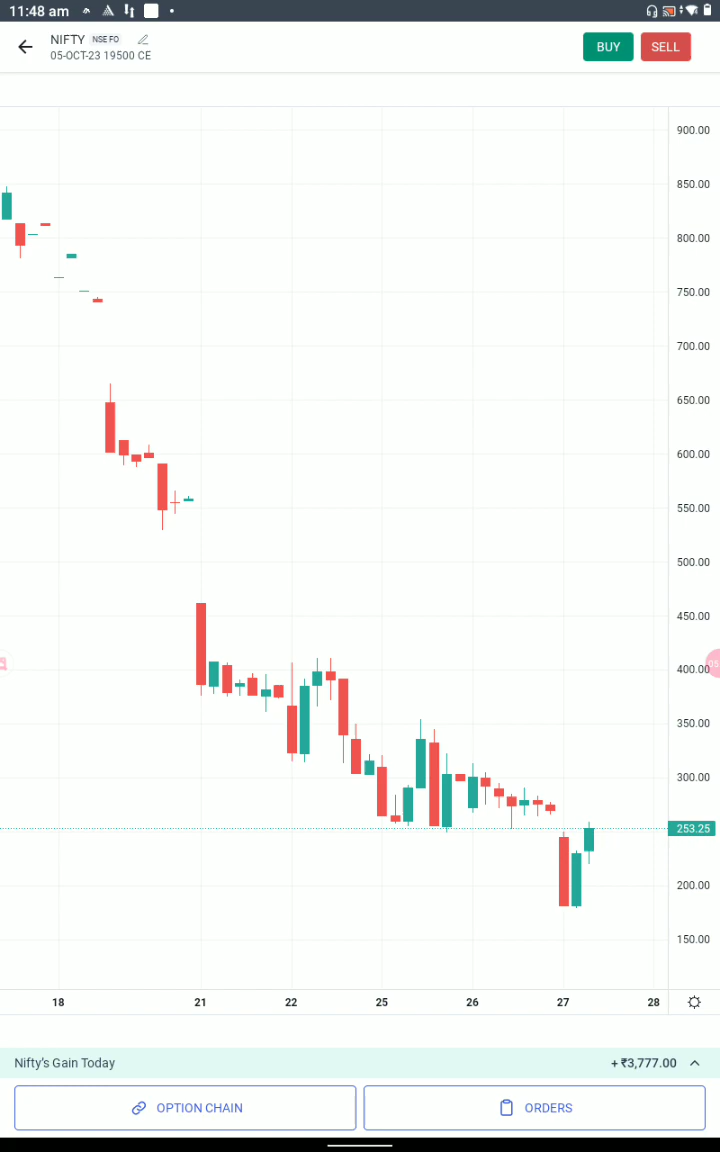 11:48 am
NIFTY NSE FO
05-OCT-23 19500 CE
BUY
SELL
900.00
850.00
800.00
750.00
700.00
650.00
600.00
550.00
500.00
450.00
400.00
05
350.00
300.00
253.25
200.00
150.00
18 21 22 25 26 27 28
Nifty's Gain Today + ₹3,777.00
OPTION CHAIN
ORDERS